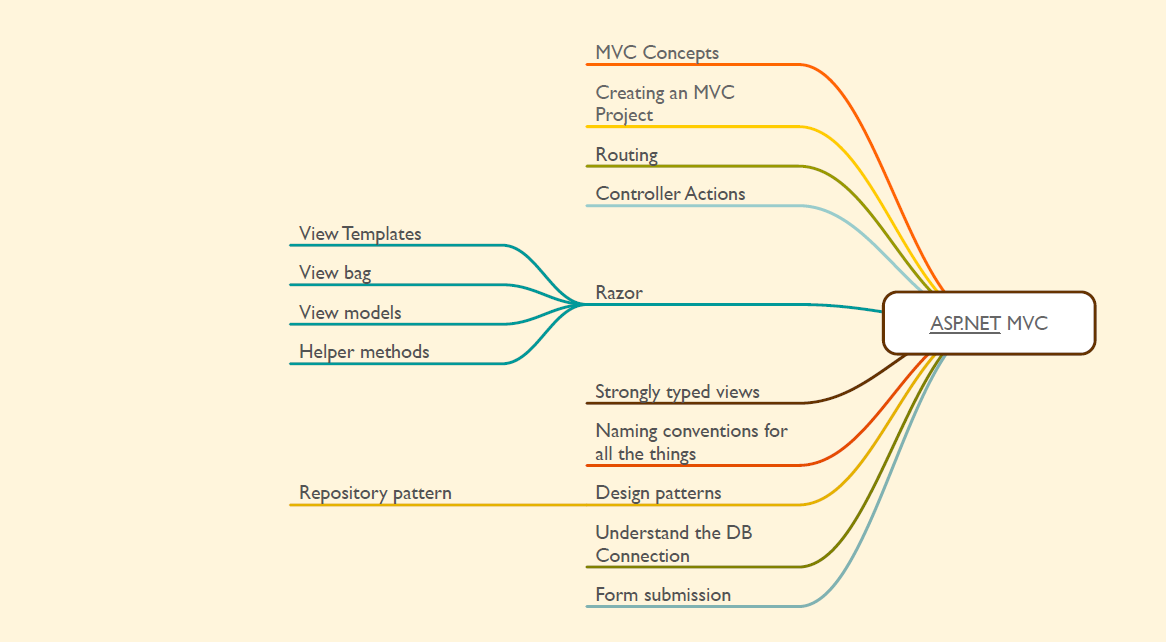 MVC Concepts
Creating an MVC
Project
Routing
Controller Actions
View Templates
View bag
View models
Helper methods
Razor
ASP.NET MVC
Strongly typed views
Naming conventions for
all the things
Repository pattern
Design patterns
Understand the DB
Connection
Form submission